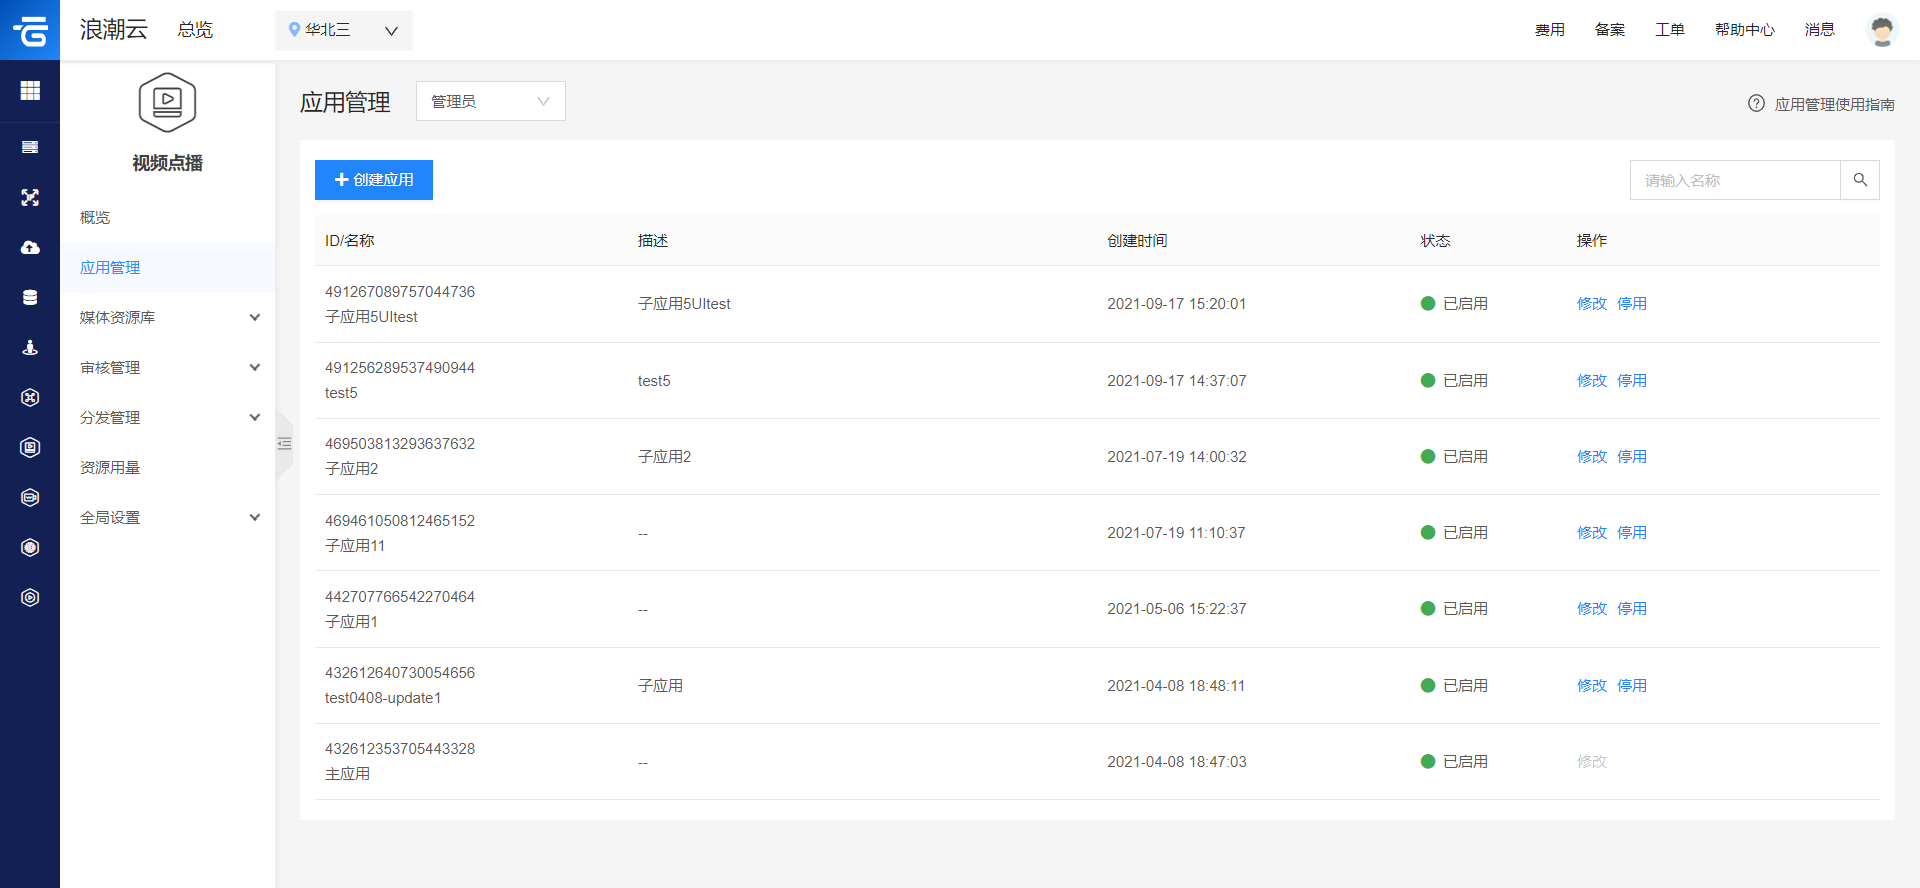 浪潮云
总览
华北三
费用
备案
工单
帮助中心
消息
视频点播
概览
应用管理
媒体资源库
审核管理
分发管理
资源用量
全局设置
应用管理
管理员
应用管理使用指南
创建应用
请输入名称
ID/名称 描述 创建时间 状态 操作
491267089757044736
子应用5UItest
子应用5UItest
2021-09-17 15:20:01
已启用
修改 停用
491256289537490944
test5
test5
2021-09-17 14:37:07
已启用
修改 停用
469503813293637632
子应用2
子应用2
2021-07-19 14:00:32
已启用
修改 停用
469461050812465152
子应用11
--
2021-07-19 11:10:37
已启用
修改 停用
442707766542270464
子应用1
--
2021-05-06 15:22:37
已启用
修改 停用
432612640730054656
test0408-update1
子应用
2021-04-08 18:48:11
已启用
修改 停用
432612353705443328
主应用
--
2021-04-08 18:47:03
已启用
修改